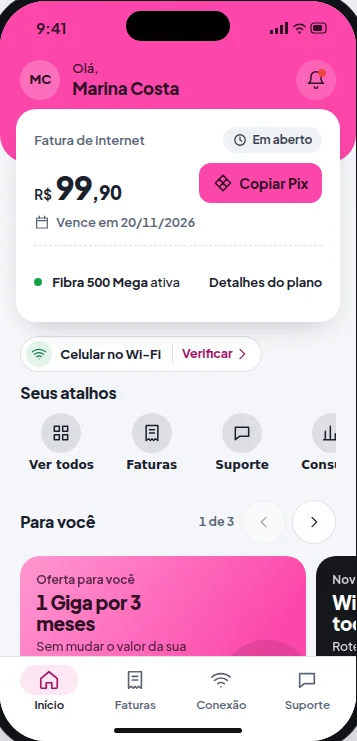 9:41
MC
Olá,
Marina Costa
Fatura de Internet
Em aberto
R$ 99,90
Copiar Pix
Vence em 20/11/2026
Fibra 500 Mega ativa
Detalhes do plano
Celular no Wi-Fi
Verificar
Seus atalhos
Ver todos
Faturas
Suporte
Consu
Para você
1 de 3
Oferta para você
1 Giga por 3
meses
Sem mudar o valor da sua
Nov
Wi
too
Rote
Início
Faturas
Conexão
Suporte